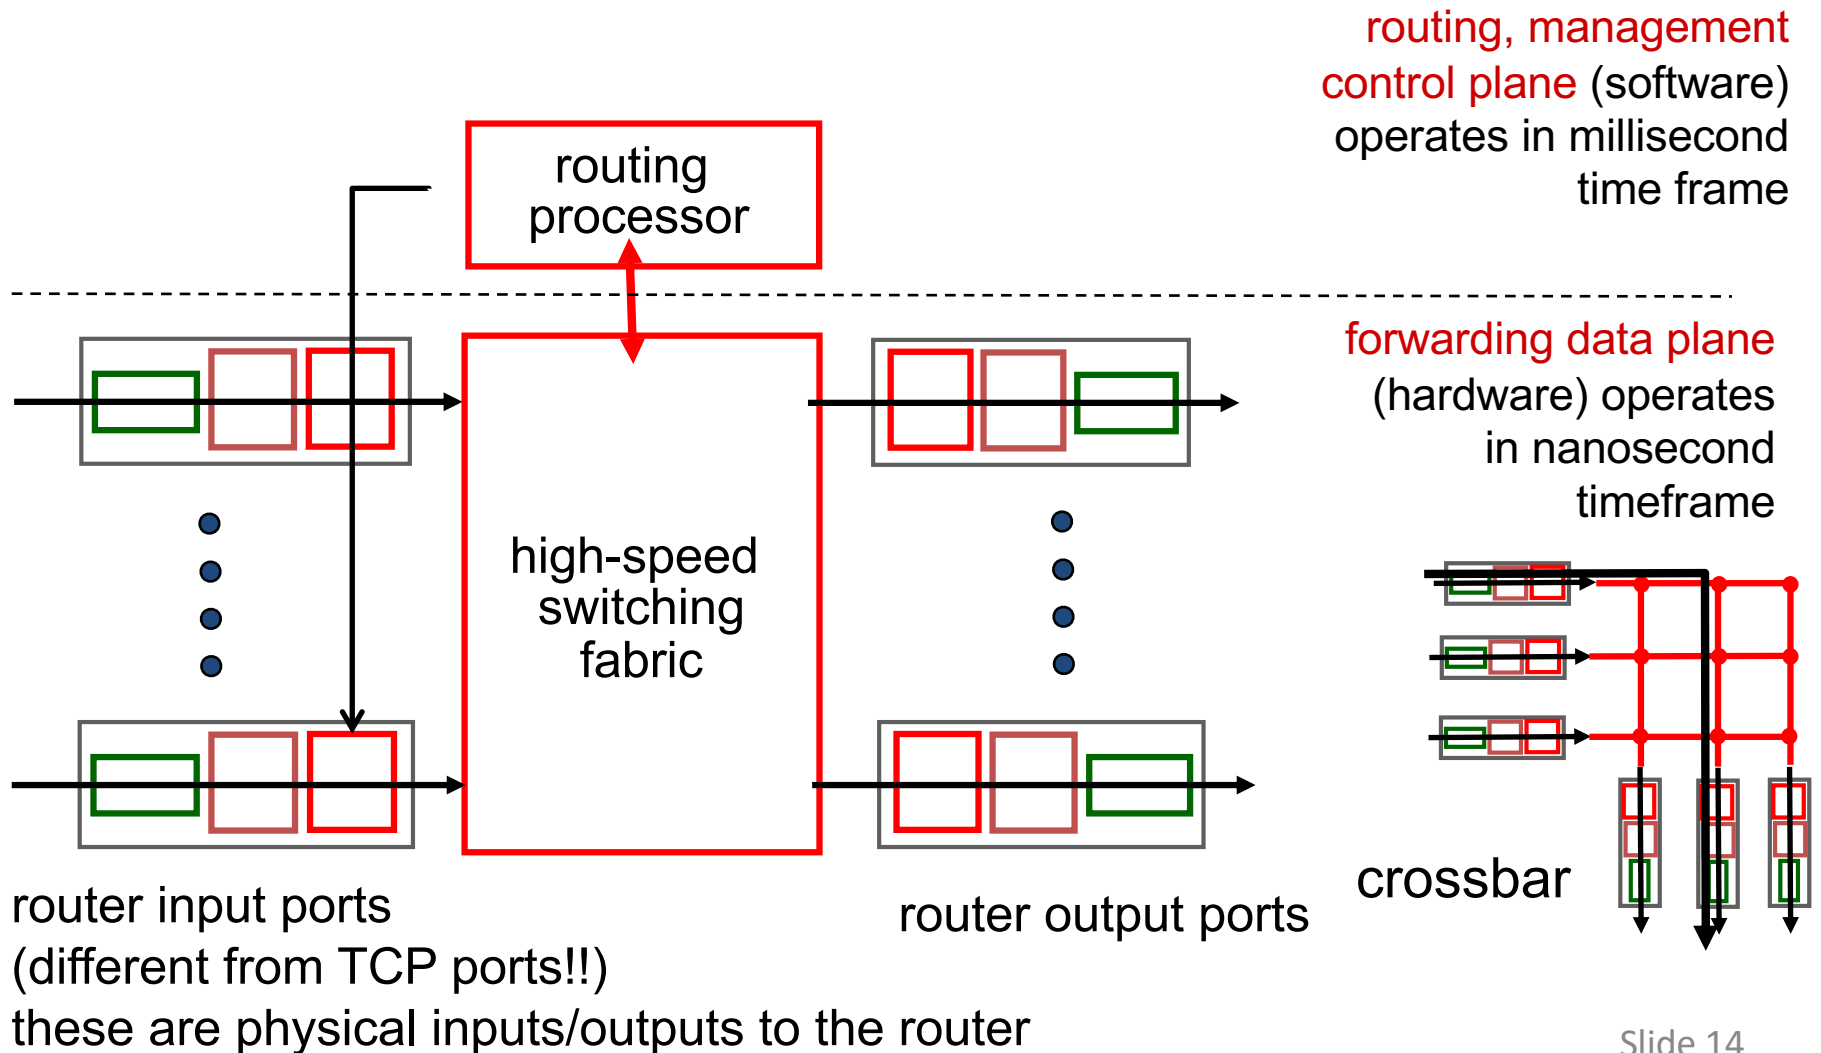 routing, management
control plane (software)
operates in millisecond
time frame
routing
processor
forwarding data plane
(hardware) operates
in nanosecond
timeframe
high-speed
switching
fabric
crossbar
router input ports
(different from TCP ports!!)
these are physical inputs/outputs to the router
router output ports
Slide 14